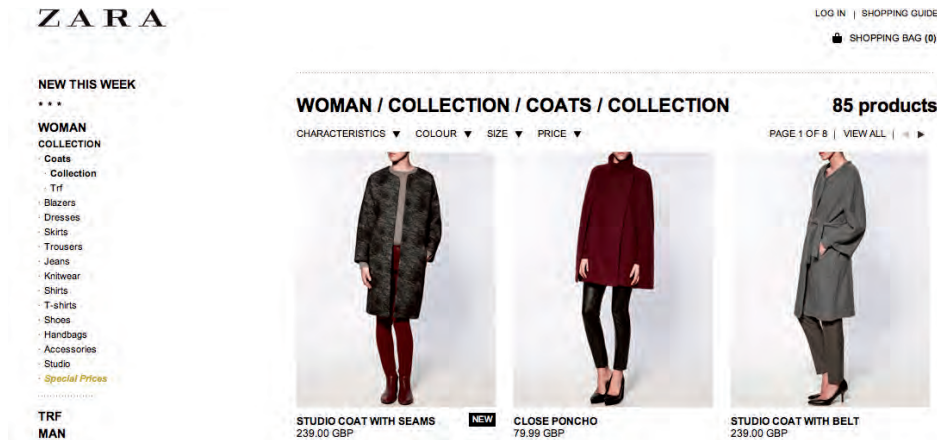 ZARA
LOG IN | SHOPPING GUIDE
SHOPPING BAG (0)
NEW THIS WEEK
* * *
WOMAN
COLLECTION
· Coats
· Collection
· Trf
· Blazers
· Dresses
· Skirts
· Trousers
· Jeans
· Knitwear
· Shirts
· T-shirts
· Shoes
· Handbags
· Accessories
· Studio
· Special Prices
TRF
MAN
WOMAN / COLLECTION / COATS / COLLECTION 85 products
CHARACTERISTICS ▼ COLOUR ▼ SIZE ▼ PRICE ▼ PAGE 1 OF 8 | VIEW ALL | ◀ ▶
STUDIO COAT WITH SEAMS NEW
239.00 GBP
CLOSE PONCHO
79.99 GBP
STUDIO COAT WITH BELT
239.00 GBP